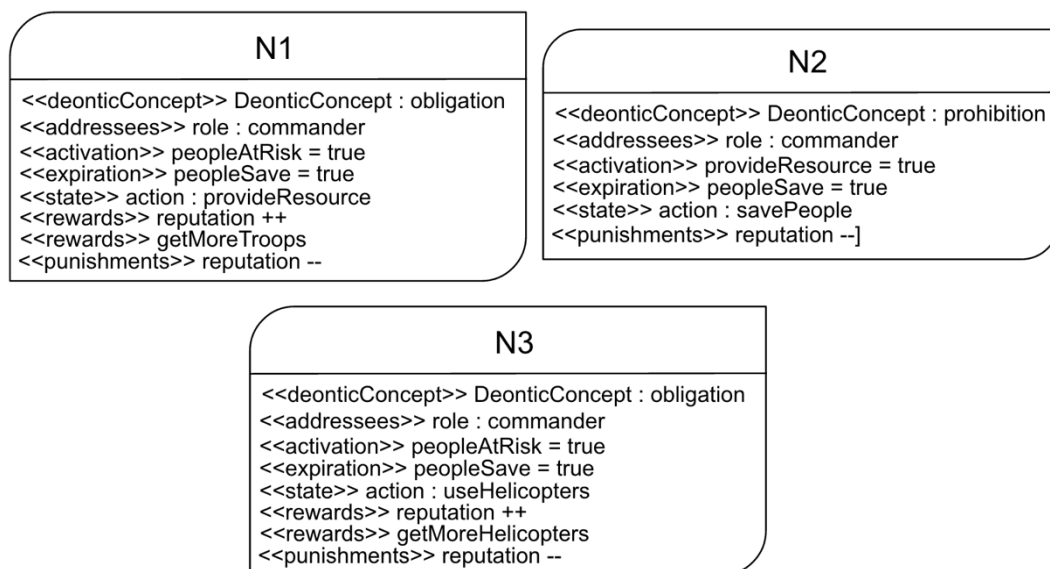 N1
<<deonticConcept>> DeonticConcept : obligation
<<addressees>> role : commander
<<activation>> peopleAtRisk = true
<<expiration>> peopleSave = true
<<state>> action : provideResource
<<rewards>> reputation ++
<<rewards>> getMoreTroops
<<punishments>> reputation --
N2
<<deonticConcept>> DeonticConcept : prohibition
<<addressees>> role : commander
<<activation>> provideResource = true
<<expiration>> peopleSave = true
<<state>> action : savePeople
<<punishments>> reputation --]
N3
<<deonticConcept>> DeonticConcept : obligation
<<addressees>> role : commander
<<activation>> peopleAtRisk = true
<<expiration>> peopleSave = true
<<state>> action : useHelicopters
<<rewards>> reputation ++
<<rewards>> getMoreHelicopters
<<punishments>> reputation --